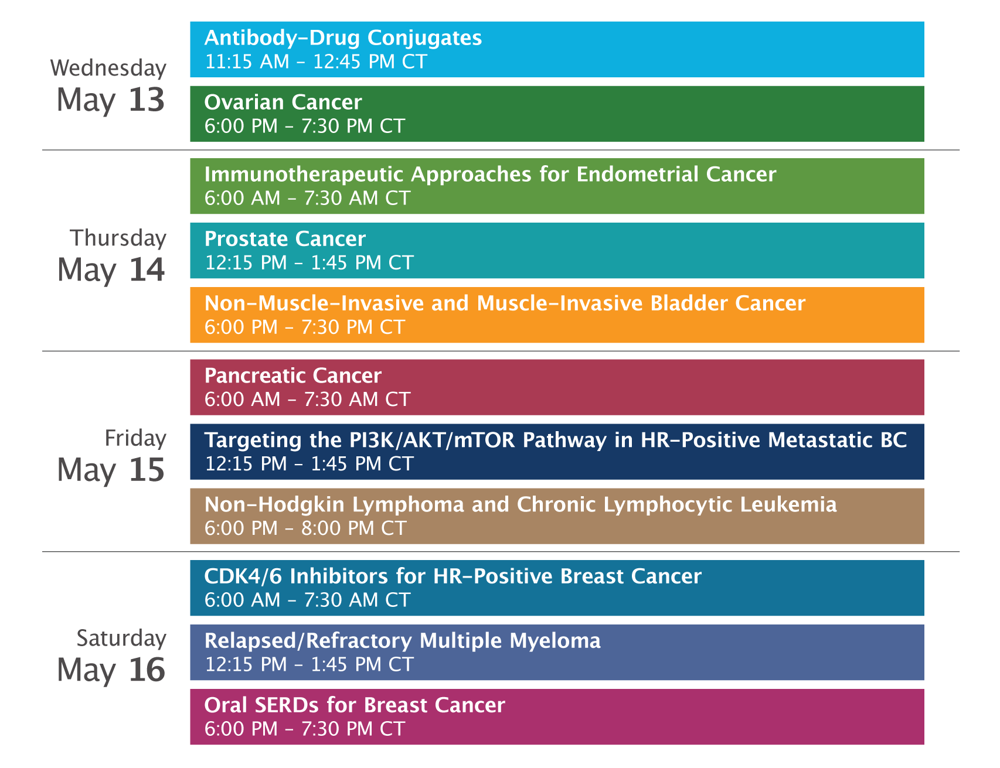 Wednesday
May 13
Antibody–Drug Conjugates
11:15 AM – 12:45 PM CT
Ovarian Cancer
6:00 PM – 7:30 PM CT
Thursday
May 14
Immunotherapeutic Approaches for Endometrial Cancer
6:00 AM – 7:30 AM CT
Prostate Cancer
12:15 PM – 1:45 PM CT
Non–Muscle–Invasive and Muscle–Invasive Bladder Cancer
6:00 PM – 7:30 PM CT
Friday
May 15
Pancreatic Cancer
6:00 AM – 7:30 AM CT
Targeting the PI3K/AKT/mTOR Pathway in HR–Positive Metastatic BC
12:15 PM – 1:45 PM CT
Non–Hodgkin Lymphoma and Chronic Lymphocytic Leukemia
6:00 PM – 8:00 PM CT
Saturday
May 16
CDK4/6 Inhibitors for HR–Positive Breast Cancer
6:00 AM – 7:30 AM CT
Relapsed/Refractory Multiple Myeloma
12:15 PM – 1:45 PM CT
Oral SERDs for Breast Cancer
6:00 PM – 7:30 PM CT